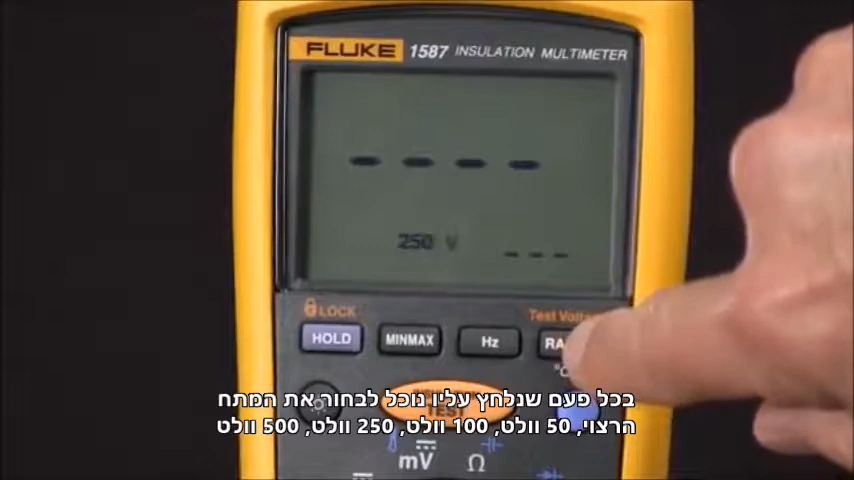 FLUKE 1587 INSULATION MULTIMETER
- - - -
250 V
- - -
LOCK
HOLD MINMAX Hz
TEST
בכל פעם שנלחץ עליו נוכל לבחור את המתח
הרצוי, 50 וולט, 100 וולט, 250 וולט, 500 וולט
mV Ω